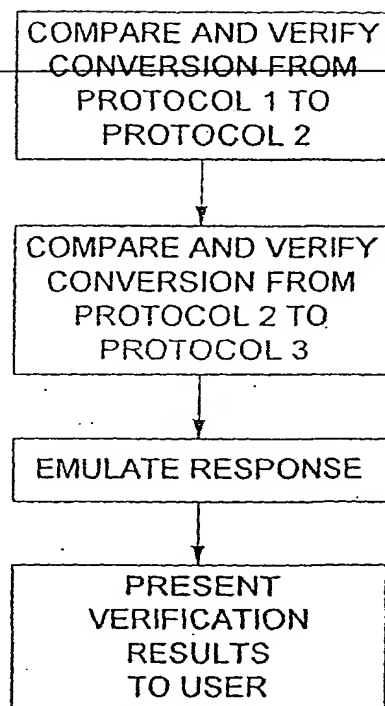 COMPARE AND VERIFY
CONVERSION FROM
PROTOCOL 1 TO
PROTOCOL 2
COMPARE AND VERIFY
CONVERSION FROM
PROTOCOL 2 TO
PROTOCOL 3
EMULATE RESPONSE
PRESENT
VERIFICATION
RESULTS
TO USER